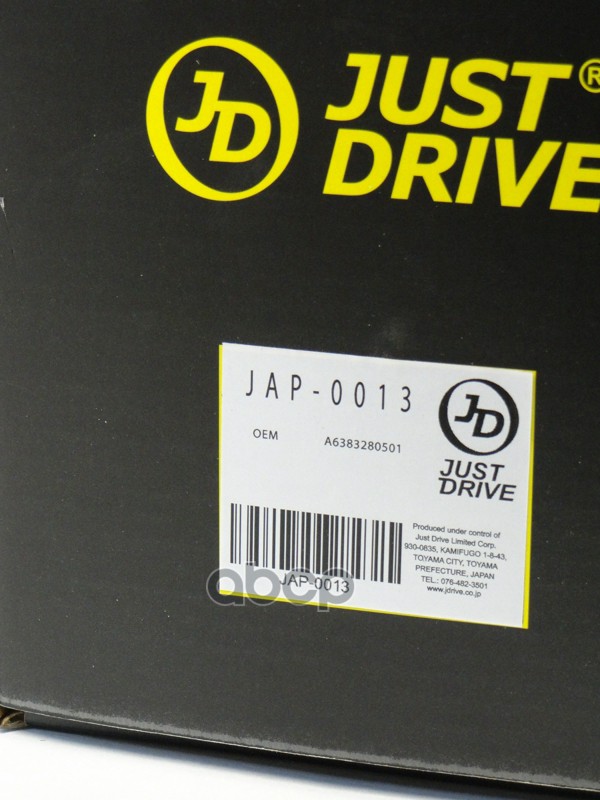 JD
JUST®
DRIVE
JAP-0013
OEM A6383280501
JD
JUST
DRIVE
Produced under control of
Just Drive Limited Corp.
930-0835, KAMIFUGO 1-8-43,
TOYAMA CITY, TOYAMA
PREFECTURE, JAPAN
TEL.: 076-482-3501
www.jdrive.co.jp
JAP-0013
abcp